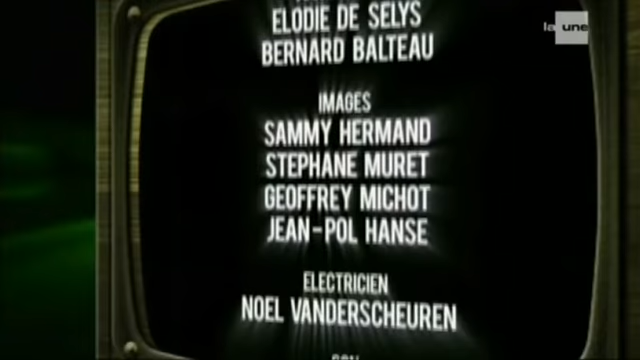 la une
ELODIE DE SELYS
BERNARD BALTEAU
IMAGES
SAMMY HERMAND
STEPHANE MURET
GEOFFREY MICHOT
JEAN-POL HANSE
ELECTRICIEN
NOEL VANDERSCHEUREN